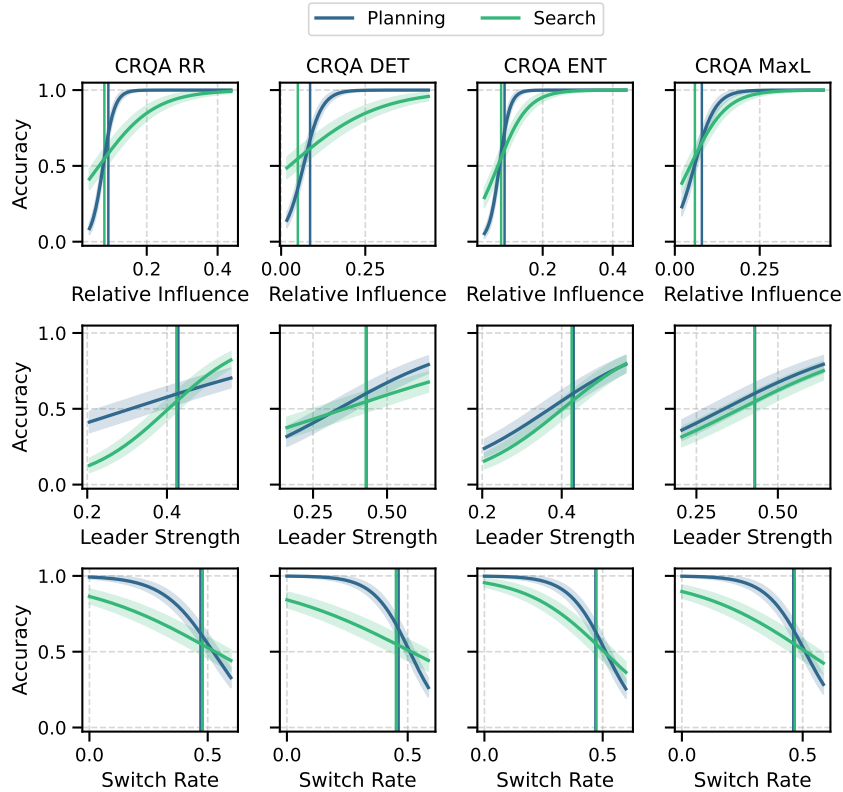 Planning Search
CRQA RR CRQA DET CRQA ENT CRQA MaxL
Accuracy
1.0
0.5
0.0
0.2 0.4 0.00 0.25 0.2 0.4 0.00 0.25
Relative Influence Relative Influence Relative Influence Relative Influence
Accuracy
1.0
0.5
0.0
0.2 0.4 0.25 0.50 0.2 0.4 0.25 0.50
Leader Strength Leader Strength Leader Strength Leader Strength
Accuracy
1.0
0.5
0.0
0.0 0.5 0.0 0.5 0.0 0.5 0.0 0.5
Switch Rate Switch Rate Switch Rate Switch Rate